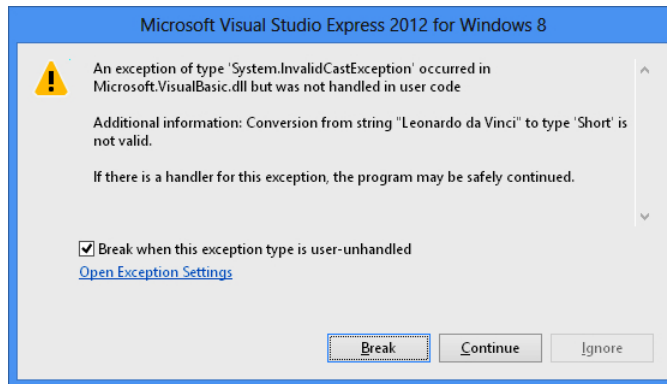 Microsoft Visual Studio Express 2012 for Windows 8
An exception of type 'System.InvalidCastException' occurred in
Microsoft.VisualBasic.dll but was not handled in user code
Additional information: Conversion from string "Leonardo da Vinci" to type 'Short' is
not valid.
If there is a handler for this exception, the program may be safely continued.
Break when this exception type is user-unhandled
Open Exception Settings
Break Continue Ignore